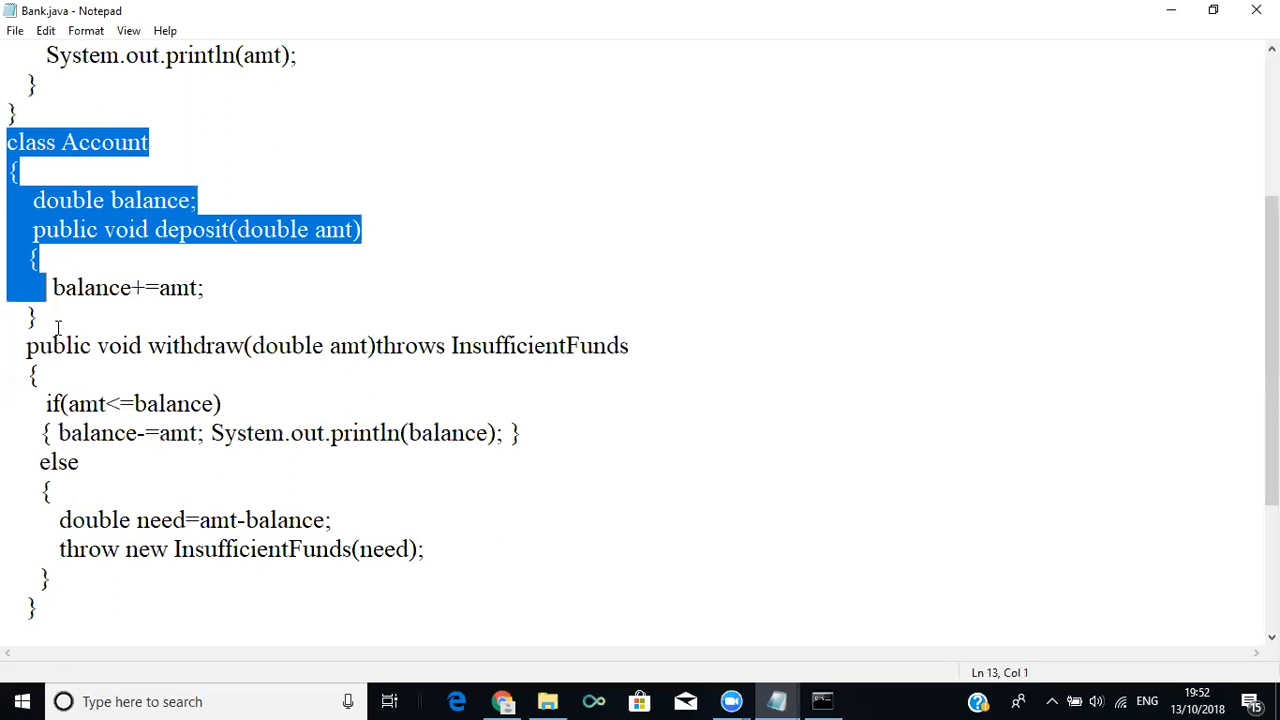 Bank.java - Notepad
File Edit Format View Help
System.out.println(amt);
}
}
class Account
{
double balance;
public void deposit(double amt)
{
balance+=amt;
}
public void withdraw(double amt)throws InsufficientFunds
{
if(amt<=balance)
{ balance-=amt; System.out.println(balance); }
else
{
double need=amt-balance;
throw new InsufficientFunds(need);
}
}
Ln 13, Col 1
Type here to search
ENG
19:52
13/10/2018
15